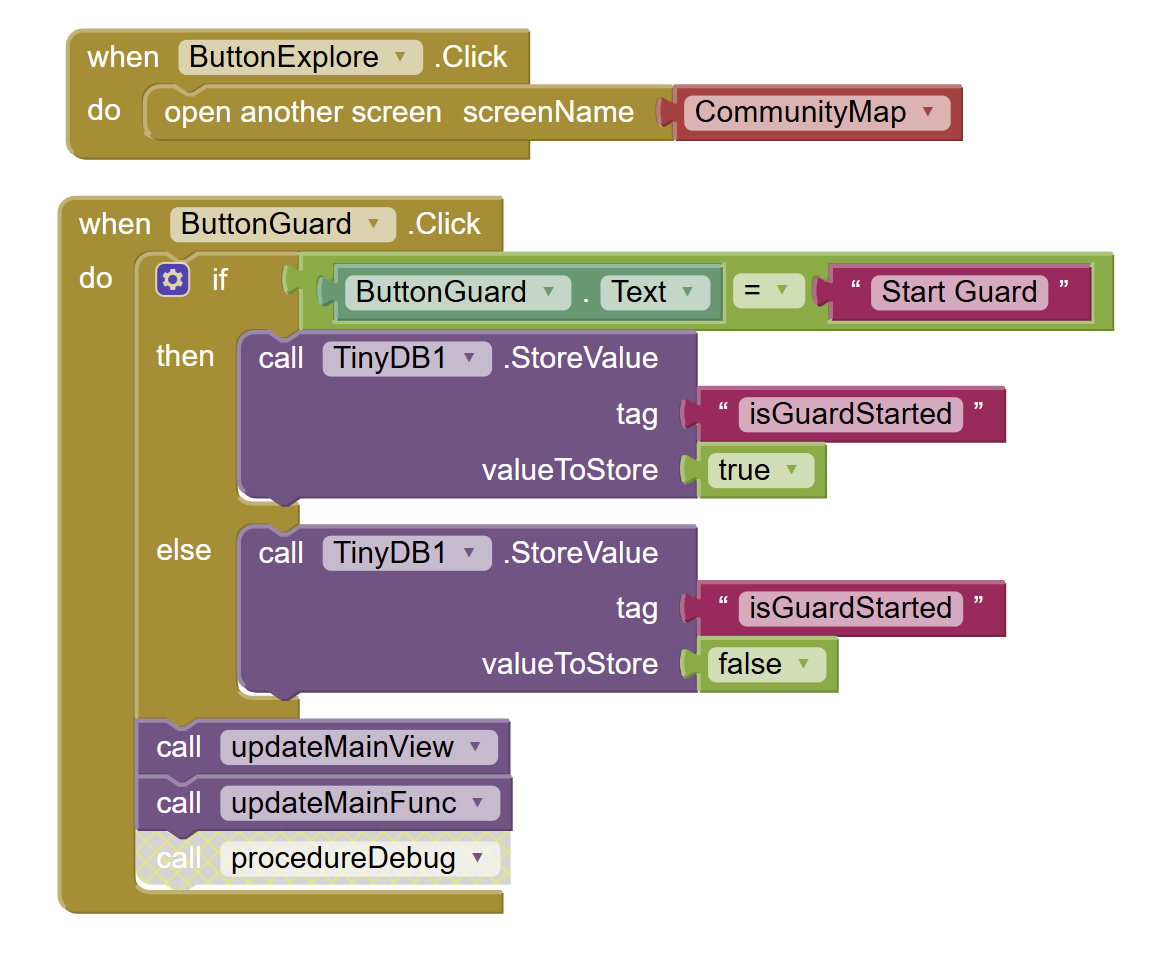 when ButtonExplore .Click
do open another screen screenName CommunityMap
when ButtonGuard .Click
do if ButtonGuard . Text = “ Start Guard ”
then call TinyDB1 .StoreValue
tag “ isGuardStarted ”
valueToStore true
else call TinyDB1 .StoreValue
tag “ isGuardStarted ”
valueToStore false
call updateMainView
call updateMainFunc
call procedureDebug